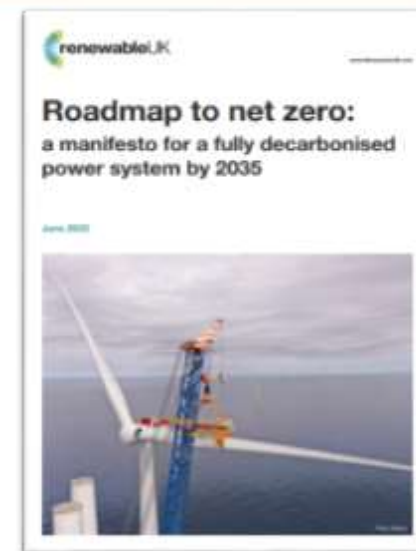 renewableUK
Roadmap to net zero:
a manifesto for a fully decarbonised
power system by 2035